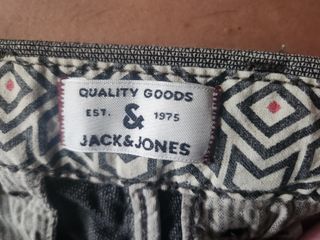 QUALITY GOODS
EST. & 1975
JACK&JONES